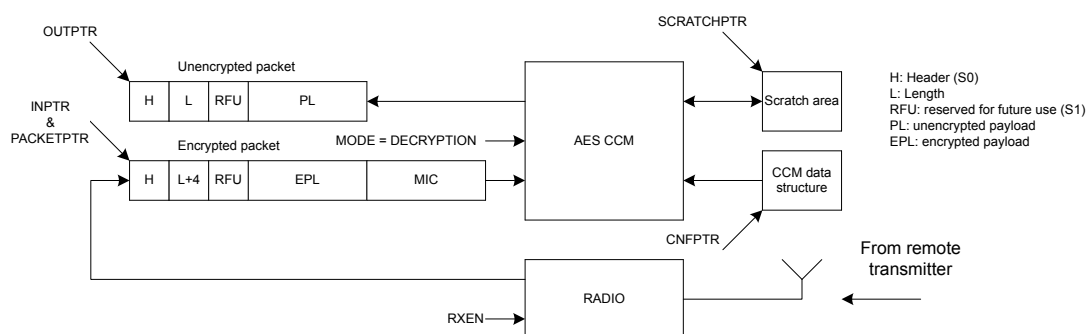 SCRATCHPTR
OUTPTR
Unencrypted packet
H L RFU PL
INPTR
&
PACKETPTR
MODE = DECRYPTION
Encrypted packet
H L+4 RFU EPL MIC
AES CCM
Scratch area
CCM data
structure
CNFPTR
H: Header (S0)
L: Length
RFU: reserved for future use (S1)
PL: unencrypted payload
EPL: encrypted payload
From remote
transmitter
RADIO
RXEN